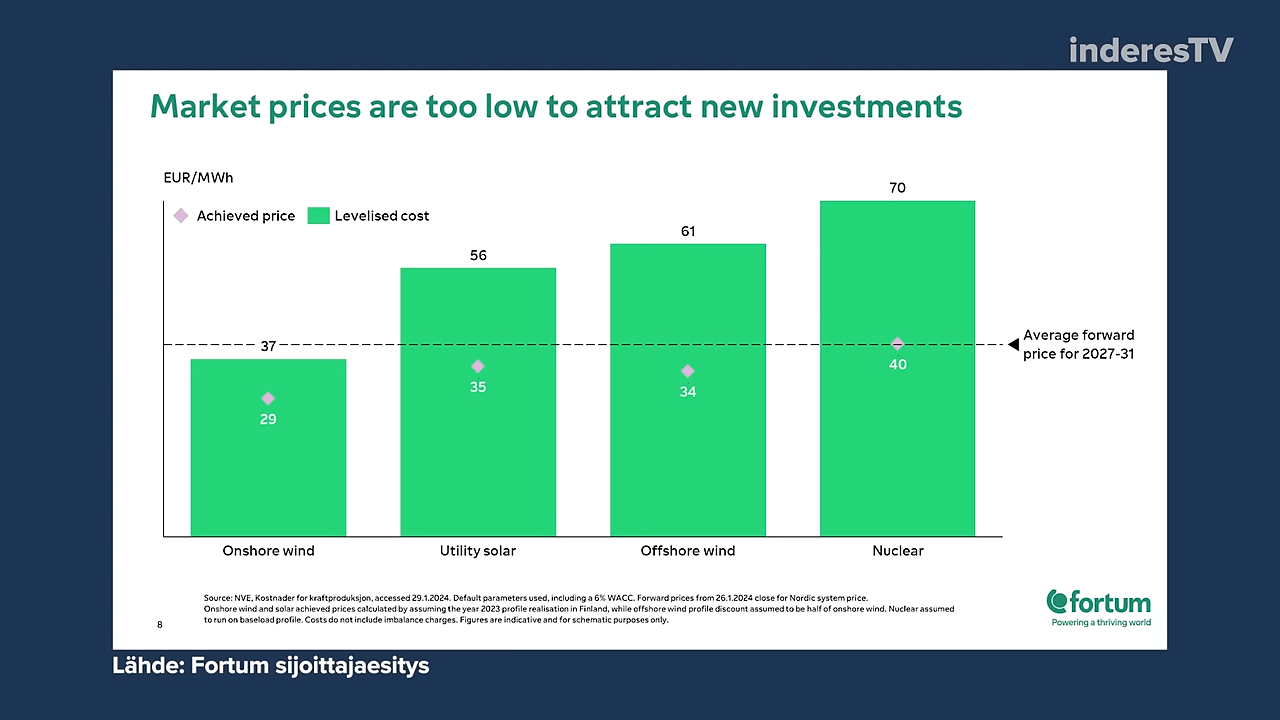 inderesTV
Market prices are too low to attract new investments
EUR/MWh
Achieved price
Levelised cost
37
29
56
35
61
34
70
40
Average forward
price for 2027-31
Onshore wind
Utility solar
Offshore wind
Nuclear
Source: NVE, Kostnader for kraftproduksjon, accessed 29.1.2024. Default parameters used, including a 6% WACC. Forward prices from 26.1.2024 close for Nordic system price.
Onshore wind and solar achieved prices calculated by assuming the year 2023 profile realisation in Finland, while offshore wind profile discount assumed to be half of onshore wind. Nuclear assumed
to run on baseload profile. Costs do not include imbalance charges. Figures are indicative and for schematic purposes only.
8
fortum
Powering a thriving world
Lähde: Fortum sijoittajaesitys